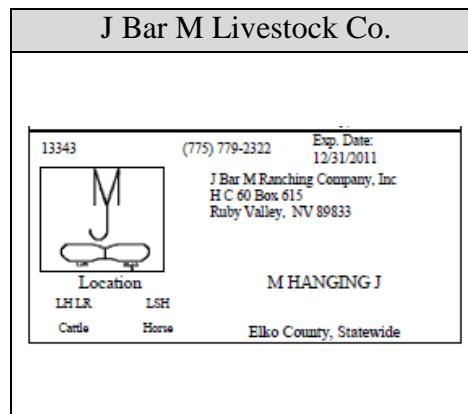 J Bar M Livestock Co.
13343 (775) 779-2322 Exp. Date:
12/31/2011
J Bar M Ranching Company, Inc
H C 60 Box 615
Ruby Valley, NV 89833
MJ
Location M HANGING J
LH LR LSH
Cattle Horse Elko County, Statewide